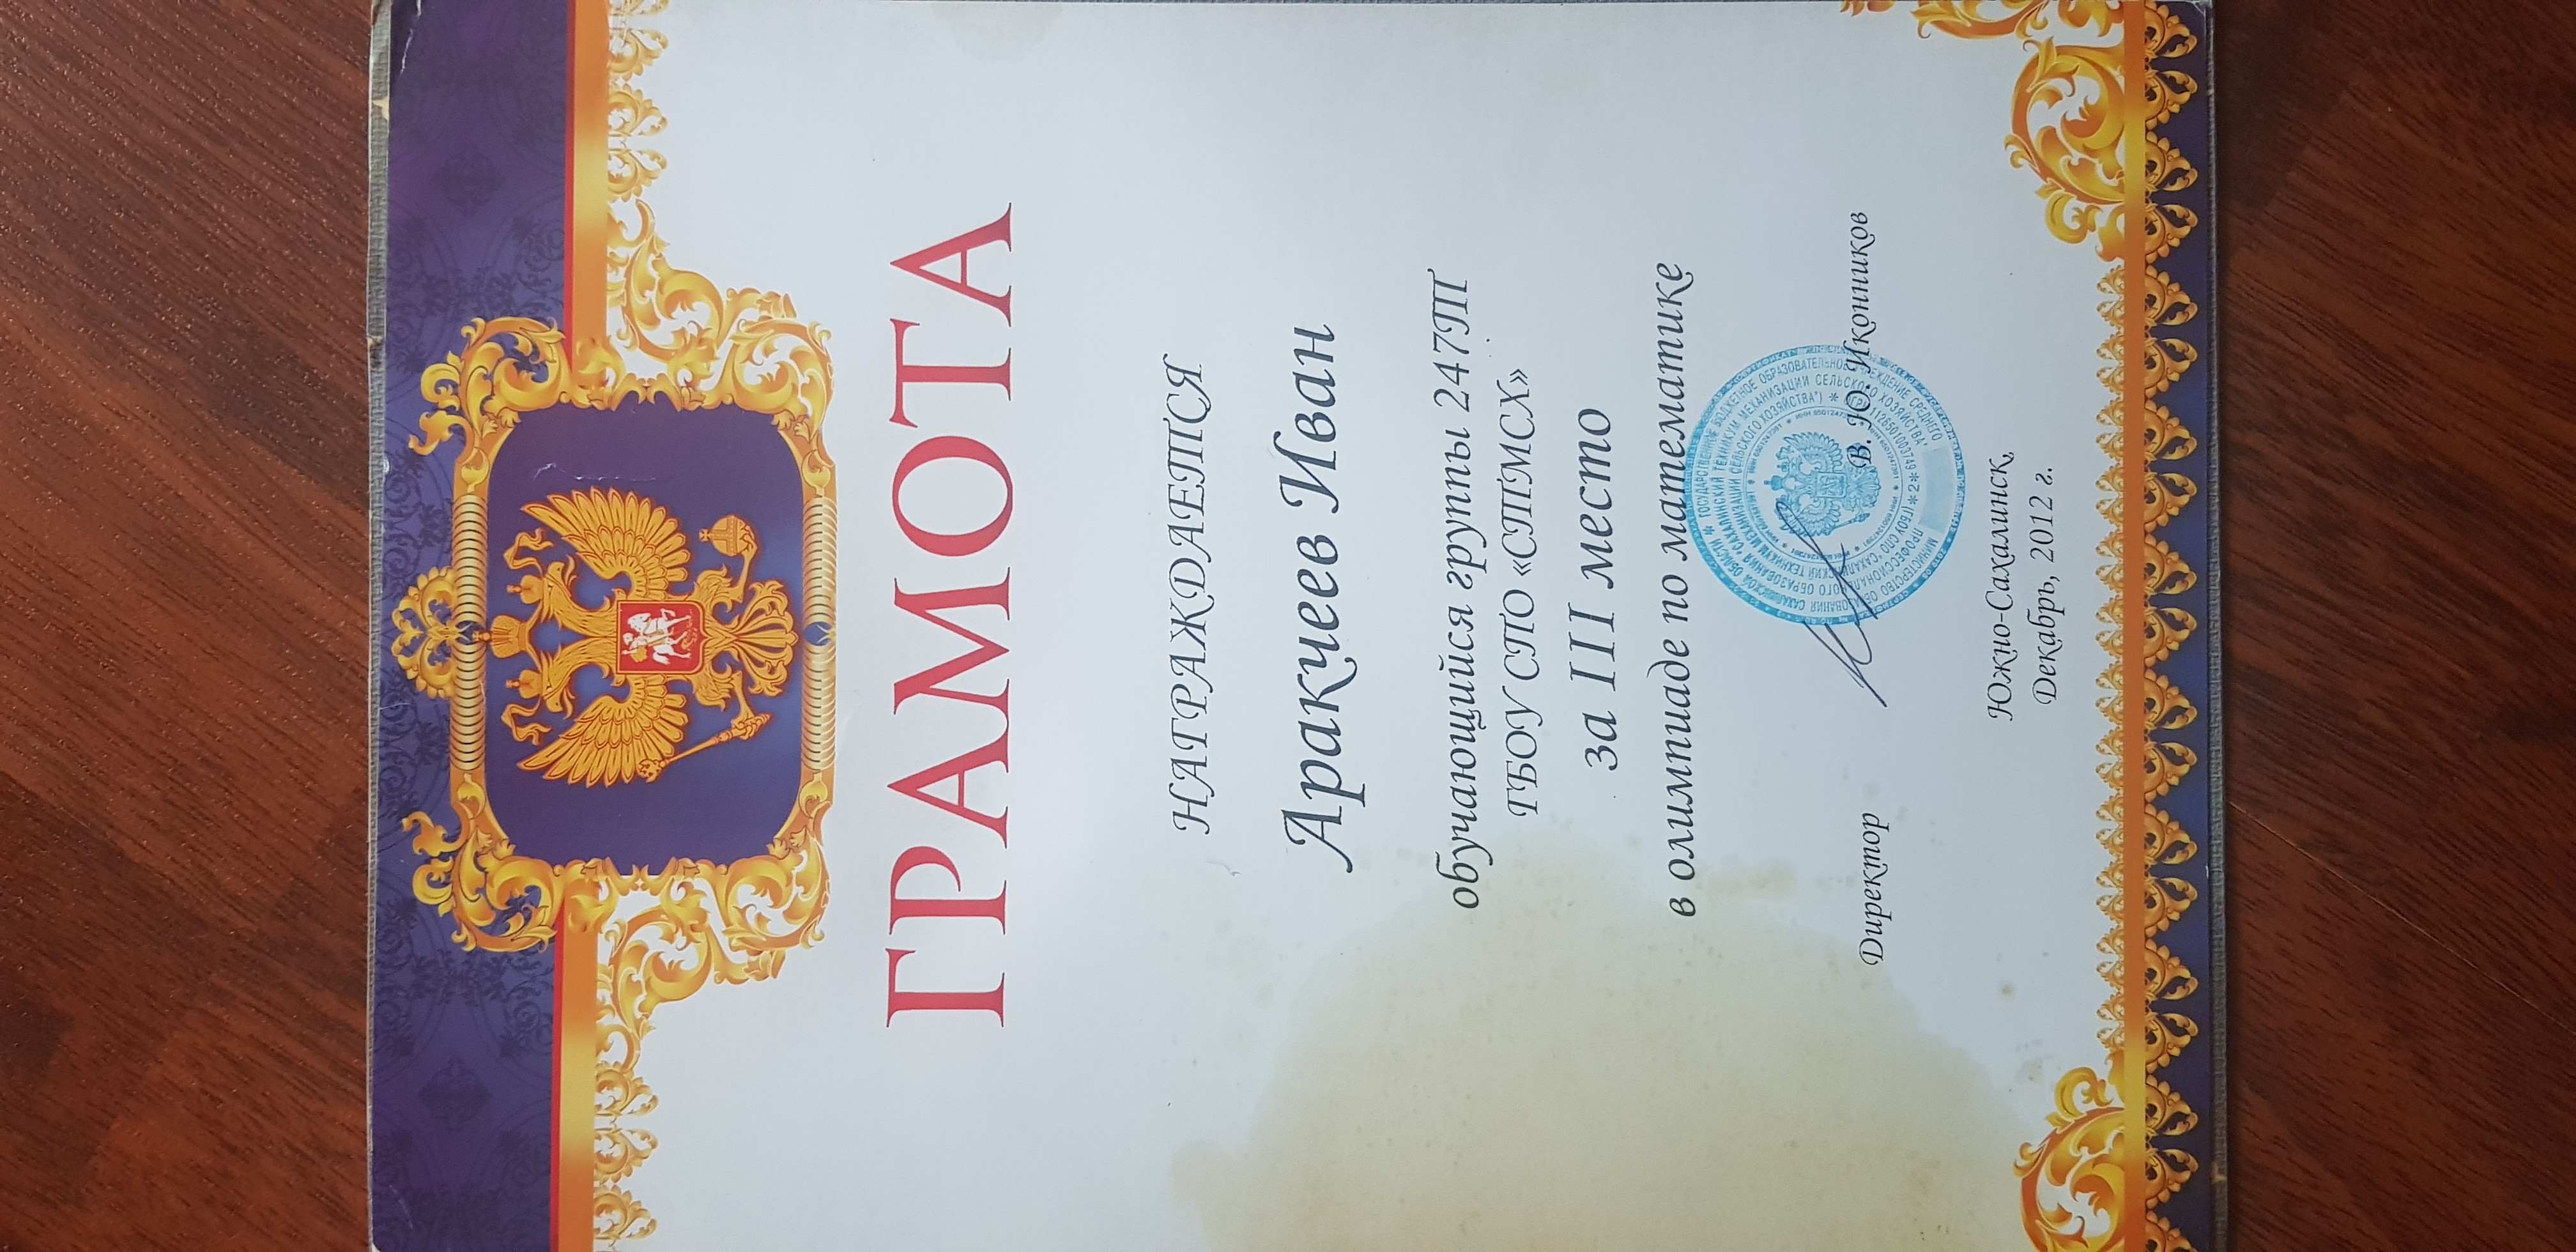 ГРАМОТА
НАГРАЖДАЕТСЯ
Аракчеев Иван
обучающийся группы 247П
ГБОУ СПО «СТМСХ»
за III место
в олимпиаде по математике
Директор В. Ю. Иконников
Южно-Сахалинск,
Декабрь, 2012 г.